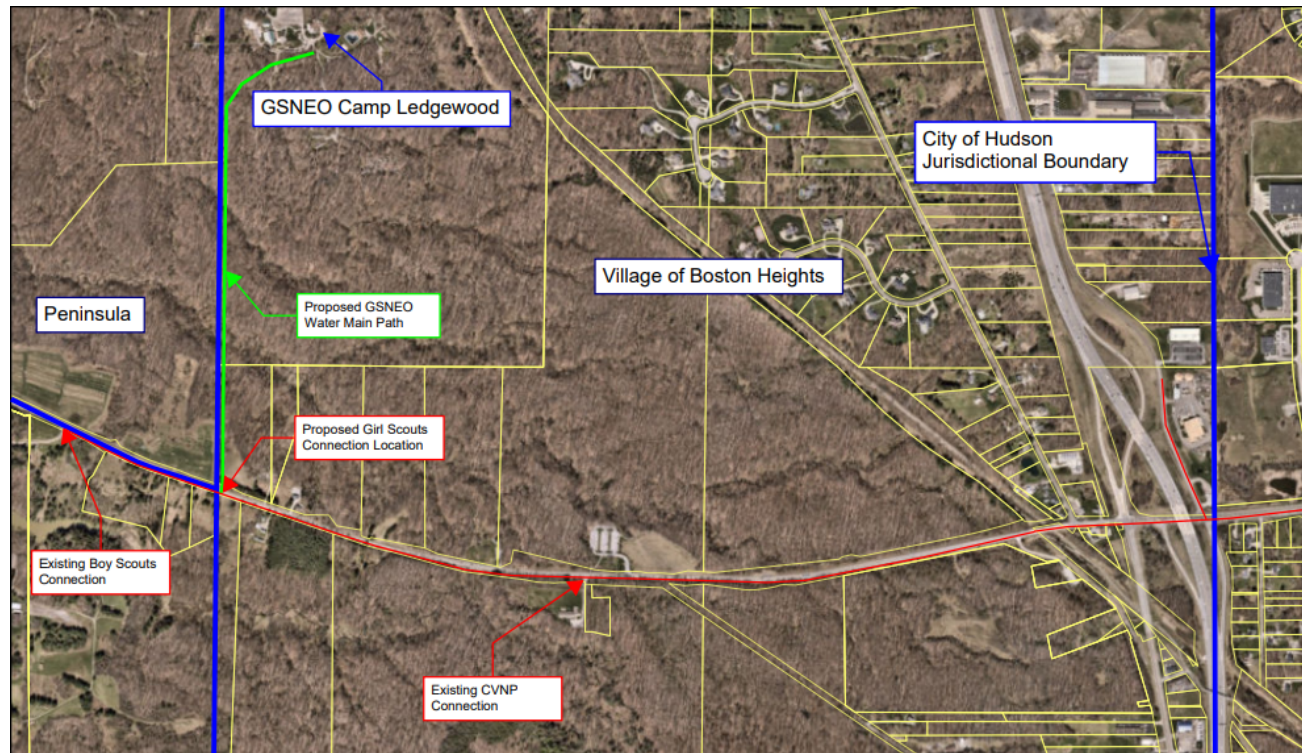 GSNEO Camp Ledgewood
City of Hudson
Jurisdictional Boundary
Village of Boston Heights
Peninsula
Proposed GSNEO
Water Main Path
Proposed Girl Scouts
Connection Location
Existing Boy Scouts
Connection
Existing CVNP
Connection